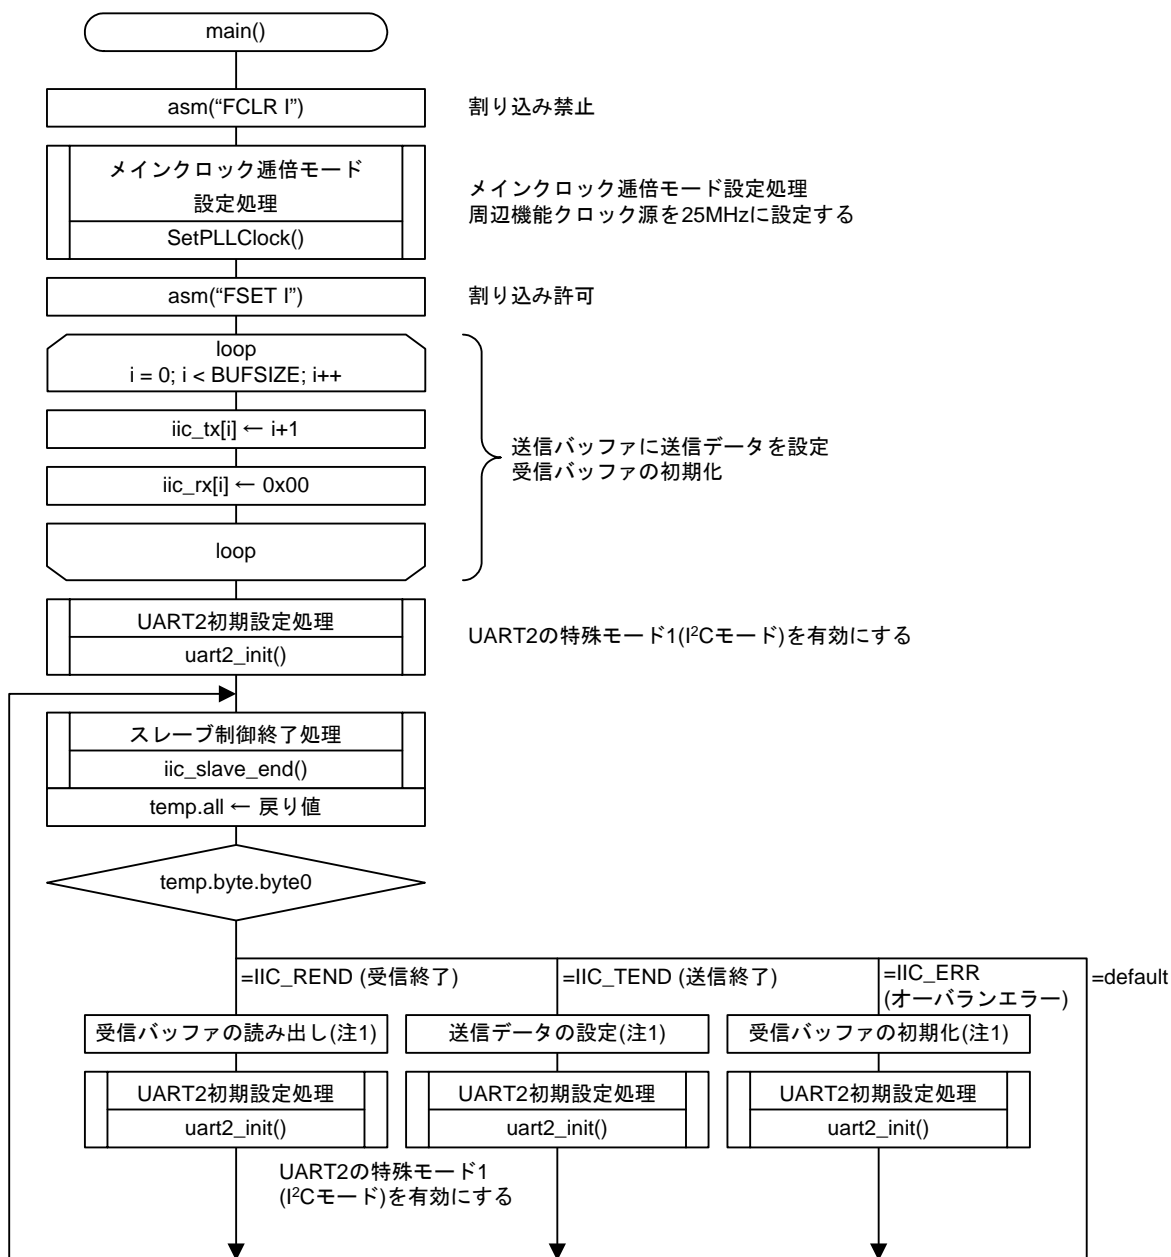 main()
asm(“FCLR I”)
割り込み禁止
メインクロック逓倍モード
設定処理
SetPLLClock()
メインクロック逓倍モード設定処理
周辺機能クロック源を25MHzに設定する
asm(“FSET I”)
割り込み許可
loop
i = 0; i < BUFSIZE; i++
iic_tx[i] ← i+1
iic_rx[i] ← 0x00
loop
送信バッファに送信データを設定
受信バッファの初期化
UART2初期設定処理
uart2_init()
UART2の特殊モード1(I²Cモード)を有効にする
スレーブ制御終了処理
iic_slave_end()
temp.all ← 戻り値
temp.byte.byte0
=IIC_REND (受信終了)
=IIC_TEND (送信終了)
=IIC_ERR
(オーバランエラー)
=default
受信バッファの読み出し(注1)
送信データの設定(注1)
受信バッファの初期化(注1)
UART2初期設定処理
uart2_init()
UART2初期設定処理
uart2_init()
UART2初期設定処理
uart2_init()
UART2の特殊モード1
(I²Cモード)を有効にする